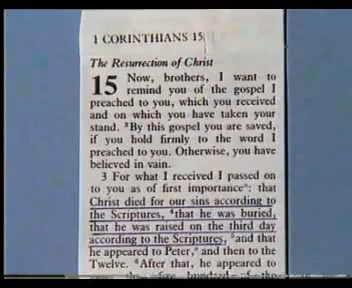 1 CORINTHIANS 15
The Resurrection of Christ
15 Now, brothers, I want to
remind you of the gospel I
preached to you, which you received
and on which you have taken your
stand. ²By this gospel you are saved,
if you hold firmly to the word I
preached to you. Otherwise, you have
believed in vain.
3 For what I received I passed on
to you as of first importanceᵃ: that
Christ died for our sins according to
the Scriptures, ⁴that he was buried,
that he was raised on the third day
according to the Scriptures, ⁵and that
he appeared to Peter,ᵃ and then to the
Twelve. ⁶After that, he appeared to